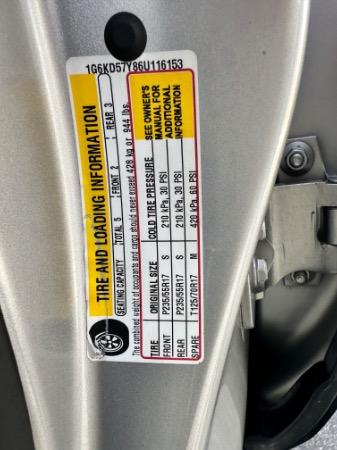 1G6KD57Y86U116153
TIRE AND LOADING INFORMATION
SEATING CAPACITY TOTAL 5 FRONT 2 REAR 3
The combined weight of occupants and cargo should never exceed 428 kg or 944 lbs.
TIRE ORIGINAL SIZE COLD TIRE PRESSURE
FRONT P235/55R17 S 210 kPa, 30 PSI
REAR P235/55R17 S 210 kPa, 30 PSI
SPARE T125/70R17 M 420 kPa, 60 PSI
SEE OWNER'S
MANUAL FOR
ADDITIONAL
INFORMATION